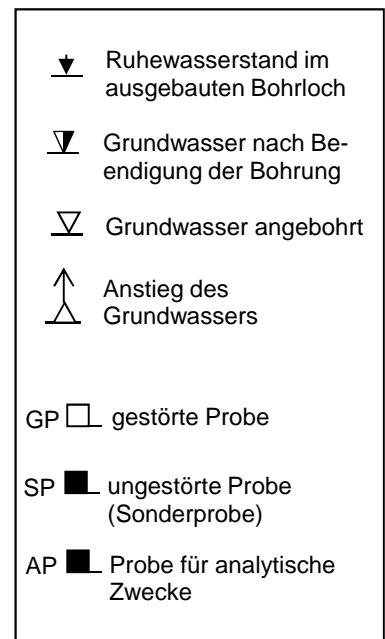 Ruhewasserstand im
ausgebauten Bohrloch
Grundwasser nach Be-
endigung der Bohrung
Grundwasser angebohrt
Anstieg des
Grundwassers
GP gestörte Probe
SP ungestörte Probe
(Sonderprobe)
AP Probe für analytische
Zwecke